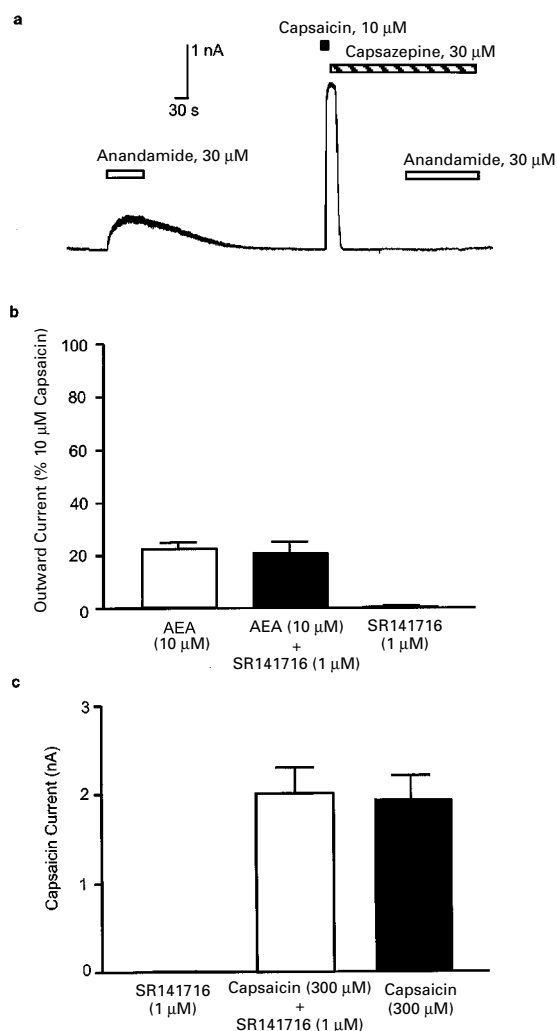 a
Capsaicin, 10 µM
1 nA
Capsazepine, 30 µM
30 s
Anandamide, 30 µM
Anandamide, 30 µM
b
Outward Current (% 10 µM Capsaicin)
100
80
60
40
20
0
AEA
(10 µM)
AEA (10 µM)
+
SR141716 (1 µM)
SR141716
(1 µM)
c
Capsaicin Current (nA)
3
2
1
0
SR141716
(1 µM)
Capsaicin (300 µM)
+
SR141716 (1 µM)
Capsaicin
(300 µM)